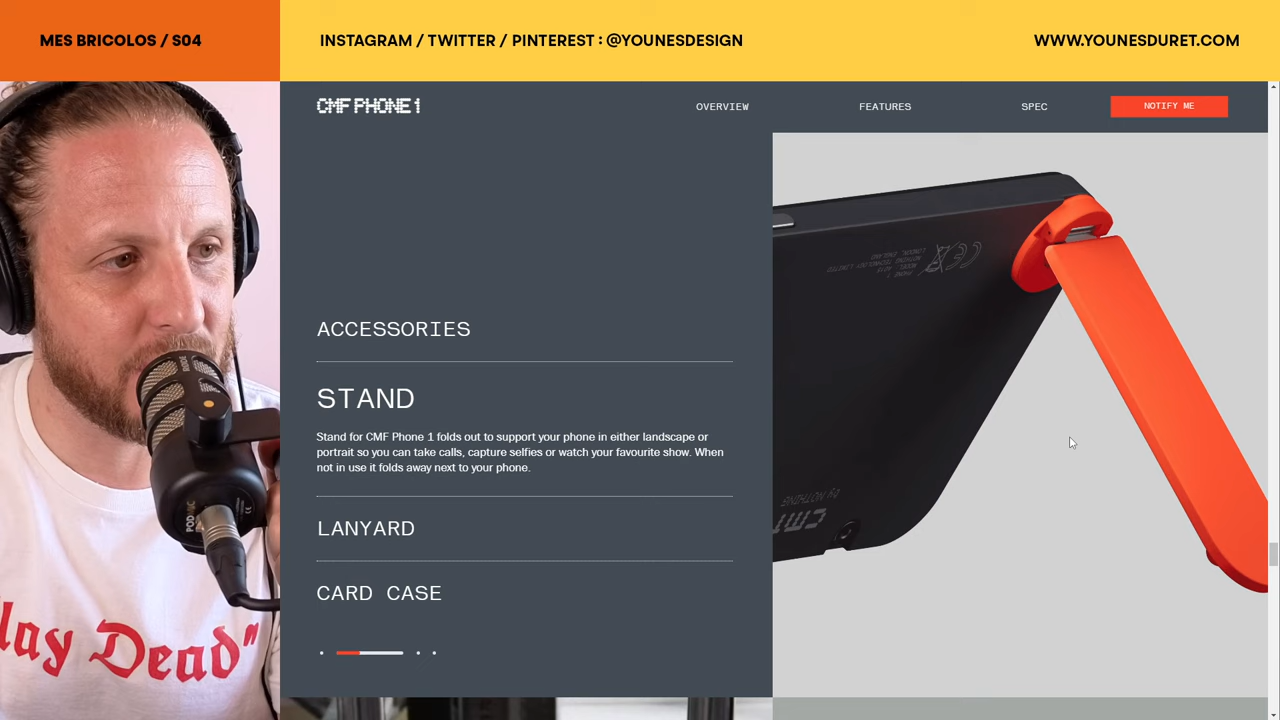 MES BRICOLOS / S04
INSTAGRAM / TWITTER / PINTEREST : @YOUNESDESIGN
WWW.YOUNESDURET.COM
CMF PHONE 1
OVERVIEW
FEATURES
SPEC
NOTIFY ME
ACCESSORIES
STAND
Stand for CMF Phone 1 folds out to support your phone in either landscape or
portrait so you can take calls, capture selfies or watch your favourite show. When
not in use it folds away next to your phone.
LANYARD
CARD CASE
lay Dead"
cmf
by NOTHING